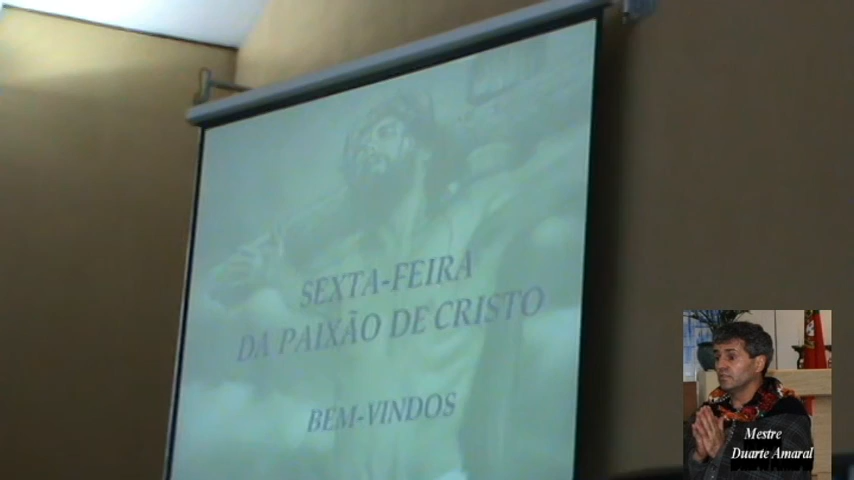 SEXTA-FEIRA
DA PAIXÃO DE CRISTO
BEM-VINDOS
Mestre
Duarte Amaral